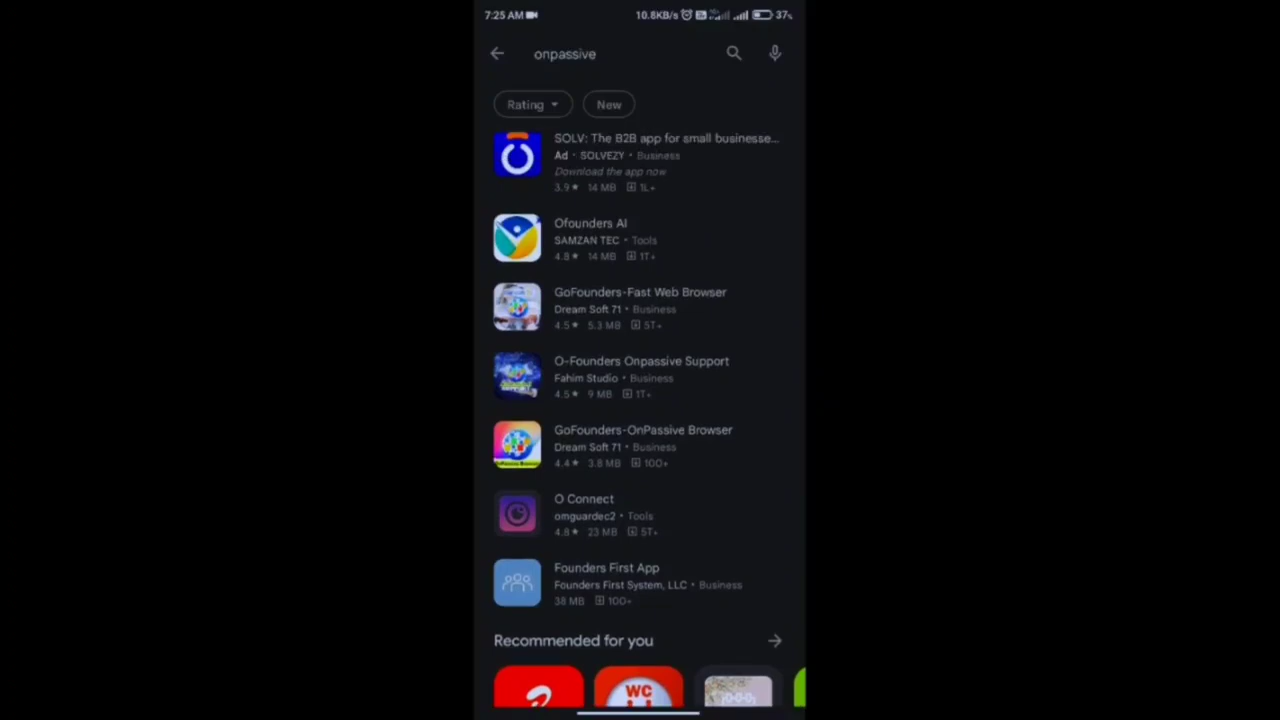 7:25 AM
10.8KB/s 37%
onpassive
Rating New
SOLV: The B2B app for small businesse...
Ad • SOLVEZY • Business
Download the app now
3.9★ 14 MB 1L+
Ofounders AI
SAMZAN TEC • Tools
4.8★ 14 MB 1T+
GoFounders-Fast Web Browser
Dream Soft 71 • Business
4.5★ 5.3 MB 5T+
O-Founders Onpassive Support
Fahim Studio • Business
4.5★ 9 MB 1T+
GoFounders-OnPassive Browser
Dream Soft 71 • Business
4.4★ 3.8 MB 100+
O Connect
omguardec2 • Tools
4.8★ 23 MB 5T+
Founders First App
Founders First System, LLC • Business
38 MB 100+
Recommended for you
WC